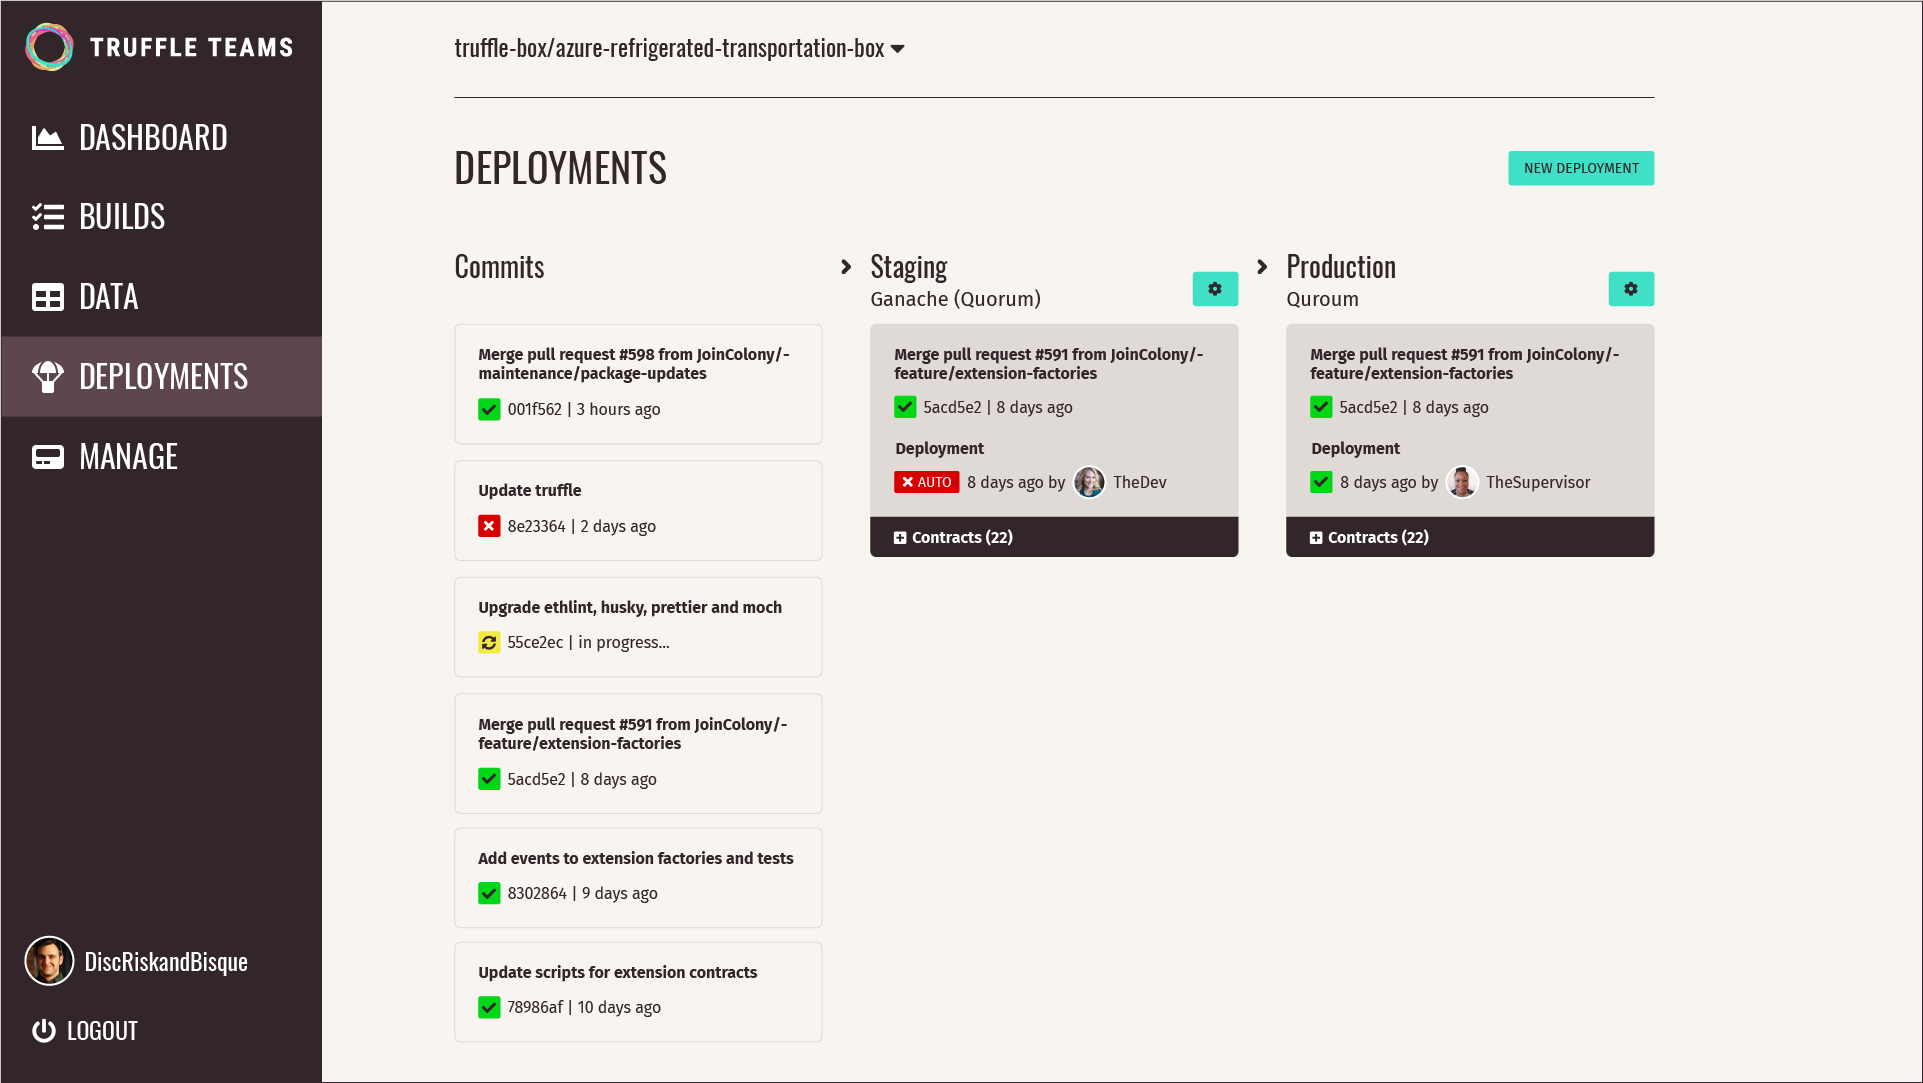 TRUFFLE TEAMS
DASHBOARD
BUILDS
DATA
DEPLOYMENTS
MANAGE
DiscRiskandBisque
LOGOUT
truffle-box/azure-refrigerated-transportation-box
DEPLOYMENTS
NEW DEPLOYMENT
Commits
Merge pull request #598 from JoinColony/-
maintenance/package-updates
001f562 | 3 hours ago
Update truffle
8e23364 | 2 days ago
Upgrade ethlint, husky, prettier and moch
55ce2ec | in progress...
Merge pull request #591 from JoinColony/-
feature/extension-factories
5acd5e2 | 8 days ago
Add events to extension factories and tests
8302864 | 9 days ago
Update scripts for extension contracts
78986af | 10 days ago
Staging
Ganache (Quorum)
Merge pull request #591 from JoinColony/-
feature/extension-factories
5acd5e2 | 8 days ago
Deployment
AUTO 8 days ago by TheDev
Contracts (22)
Production
Quroum
Merge pull request #591 from JoinColony/-
feature/extension-factories
5acd5e2 | 8 days ago
Deployment
8 days ago by TheSupervisor
Contracts (22)